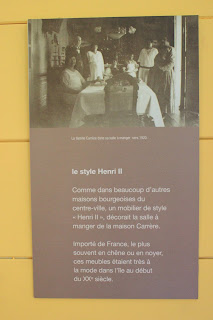 le style Henri II
Comme dans beaucoup d'autres
maisons bourgeoises du
centre-ville, un mobilier de style
« Henri II », décorait la salle à
manger de la maison Carrère.
Importé de France, le plus
souvent en chêne ou en noyer,
ces meubles étaient très à
la mode dans l'île au début
du XXe siècle.